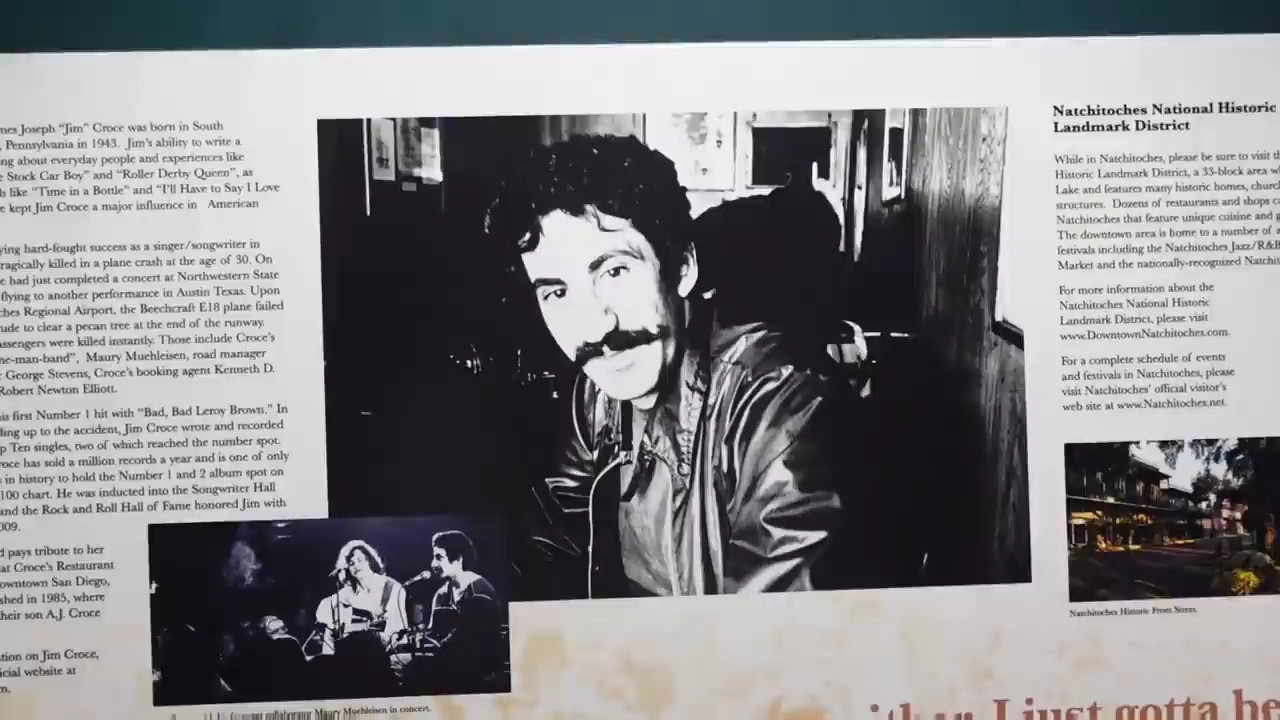 mes Joseph “Jim” Croce was born in South
, Pennsylvania in 1943. Jim’s ability to write a
ng about everyday people and experiences like
e Stock Car Boy” and “Roller Derby Queen”, as
ls like “Time in a Bottle” and “I’ll Have to Say I Love
e kept Jim Croce a major influence in American
ying hard-fought success as a singer/songwriter in
ragically killed in a plane crash at the age of 30. On
e had just completed a concert at Northwestern State
flying to another performance in Austin Texas. Upon
ches Regional Airport, the Beechcraft E18 plane failed
ude to clear a pecan tree at the end of the runway.
assengers were killed instantly. Those include Croce’s
ne-man-band”, Maury Muehleisen, road manager
r George Stevens, Croce’s booking agent Kenneth D.
Robert Newton Elliott.
is first Number 1 hit with “Bad, Bad Leroy Brown.” In
ding up to the accident, Jim Croce wrote and recorded
p Ten singles, two of which reached the number spot.
roce has sold a million records a year and is one of only
s in history to hold the Number 1 and 2 album spot on
100 chart. He was inducted into the Songwriter Hall
and the Rock and Roll Hall of Fame honored Jim with
009.
d pays tribute to her
at Croce’s Restaurant
owntown San Diego,
shed in 1985, where
heir son A.J. Croce
tion on Jim Croce,
icial website at
m.
collaborator Maury Muehleisen in concert.
Natchitoches National Historic
Landmark District
While in Natchitoches, please be sure to visit th
Historic Landmark District, a 33-block area wh
Lake and features many historic homes, churc
structures. Dozens of restaurants and shops ca
Natchitoches that feature unique cuisine and p
The downtown area is home to a number of a
festivals including the Natchitoches Jazz/R&B
Market and the nationally-recognized Natchit
For more information about the
Natchitoches National Historic
Landmark District, please visit
www.DowntownNatchitoches.com.
For a complete schedule of events
and festivals in Natchitoches, please
visit Natchitoches’ official visitor’s
web site at www.Natchitoches.net.
Natchitoches Historic Front Street.
I just gotta be